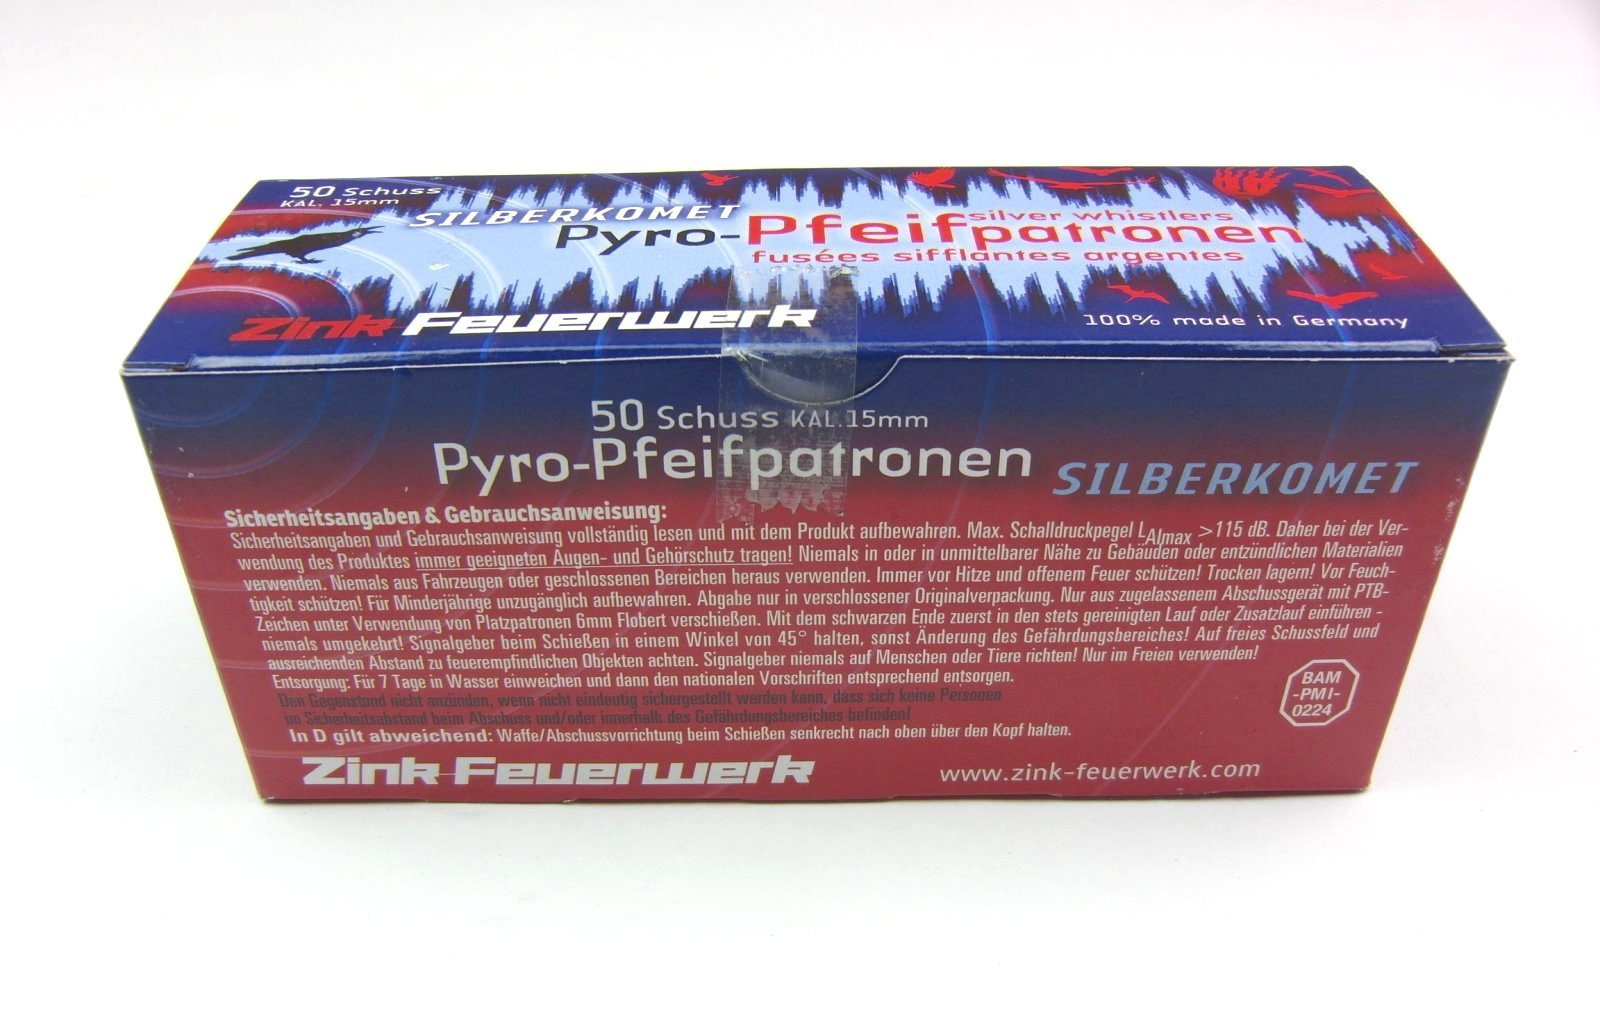 50 Schuss
KAL. 15mm
SILBERKOMET
silver whistlers
Pyro-Pfeifpatronen
fusées sifflantes argentes
Zink Feuerwerk
100% made in Germany
50 Schuss KAL. 15mm
Pyro-Pfeifpatronen SILBERKOMET
Sicherheitsangaben & Gebrauchsanweisung:
Sicherheitsangaben und Gebrauchsanweisung vollständig lesen und mit dem Produkt aufbewahren. Max. Schalldruckpegel LAImax >115 dB. Daher bei der Ver-
wendung des Produktes immer geeigneten Augen- und Gehörschutz tragen! Niemals in oder in unmittelbarer Nähe zu Gebäuden oder entzündlichen Materialien
verwenden. Niemals aus Fahrzeugen oder geschlossenen Bereichen heraus verwenden. Immer vor Hitze und offenem Feuer schützen! Trocken lagern! Vor Feuch-
tigkeit schützen! Für Minderjährige unzugänglich aufbewahren. Abgabe nur in verschlossener Originalverpackung. Nur aus zugelassenem Abschussgerät mit PTB-
Zeichen unter Verwendung von Platzpatronen 6mm Flobert verschießen. Mit dem schwarzen Ende zuerst in den stets gereinigten Lauf oder Zusatzlauf einführen -
niemals umgekehrt! Signalgeber beim Schießen in einem Winkel von 45° halten, sonst Änderung des Gefährdungsbereiches! Auf freies Schussfeld und
ausreichenden Abstand zu feuerempfindlichen Objekten achten. Signalgeber niemals auf Menschen oder Tiere richten! Nur im Freien verwenden!
Entsorgung: Für 7 Tage in Wasser einweichen und dann den nationalen Vorschriften entsprechend entsorgen.
Den Gegenstand nicht anzünden, wenn nicht eindeutig sichergestellt werden kann, dass sich keine Personen
im Sicherheitsabstand beim Abschuss und/oder innerhalb des Gefährdungsbereiches befinden!
In D gilt abweichend: Waffe/Abschussvorrichtung beim Schießen senkrecht nach oben über den Kopf halten.
BAM
-PMI-
0224
Zink Feuerwerk
www.zink-feuerwerk.com